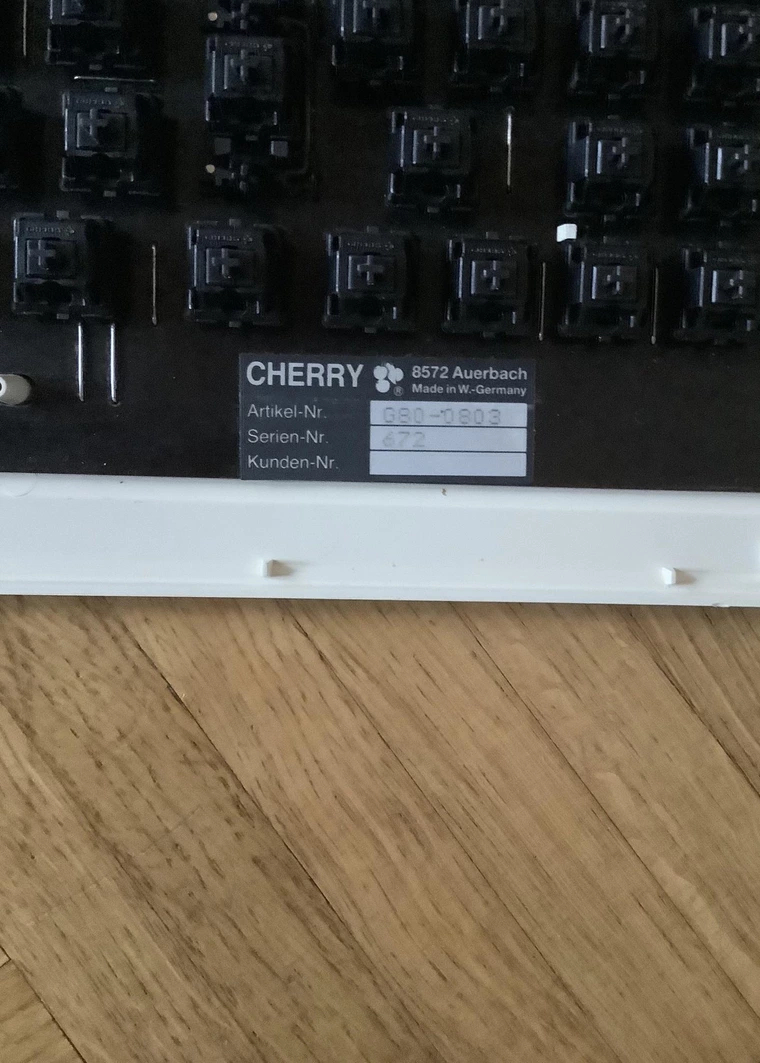 CHERRY ® 8572 Auerbach
Made in W.-Germany
Artikel-Nr. G80-0803
Serien-Nr. 672
Kunden-Nr.